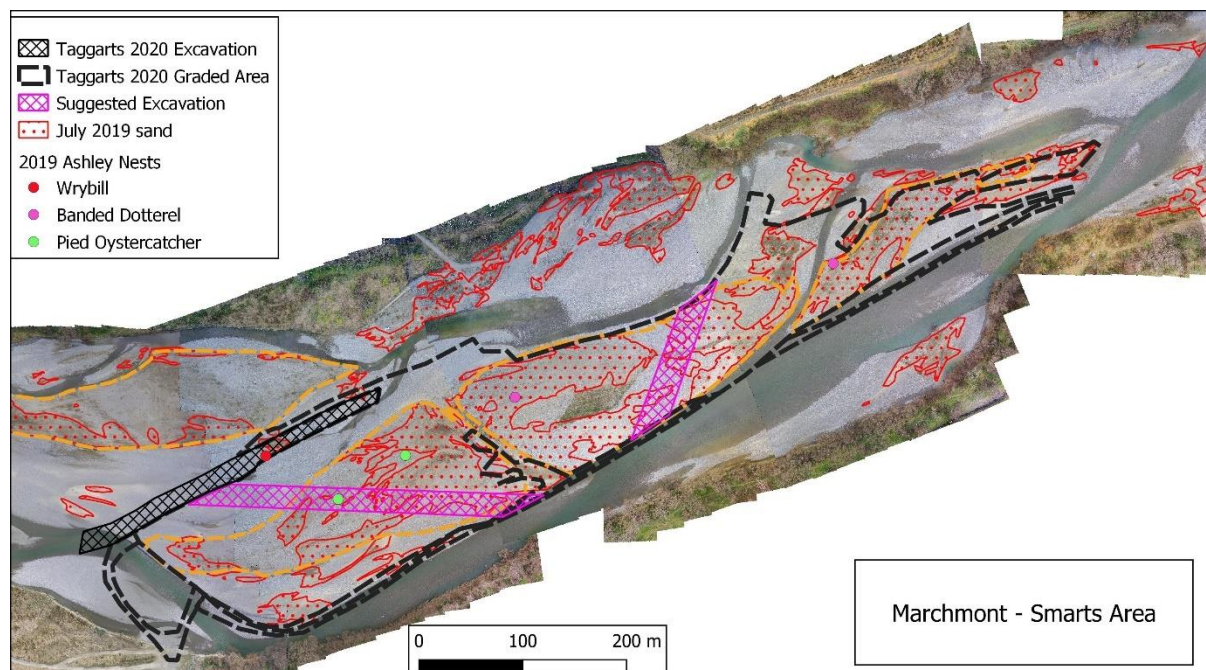 Taggarts 2020 Excavation
Taggarts 2020 Graded Area
Suggested Excavation
July 2019 sand
2019 Ashley Nests
Wrybill
Banded Dotterel
Pied Oystercatcher
0 100 200 m
Marchmont - Smarts Area